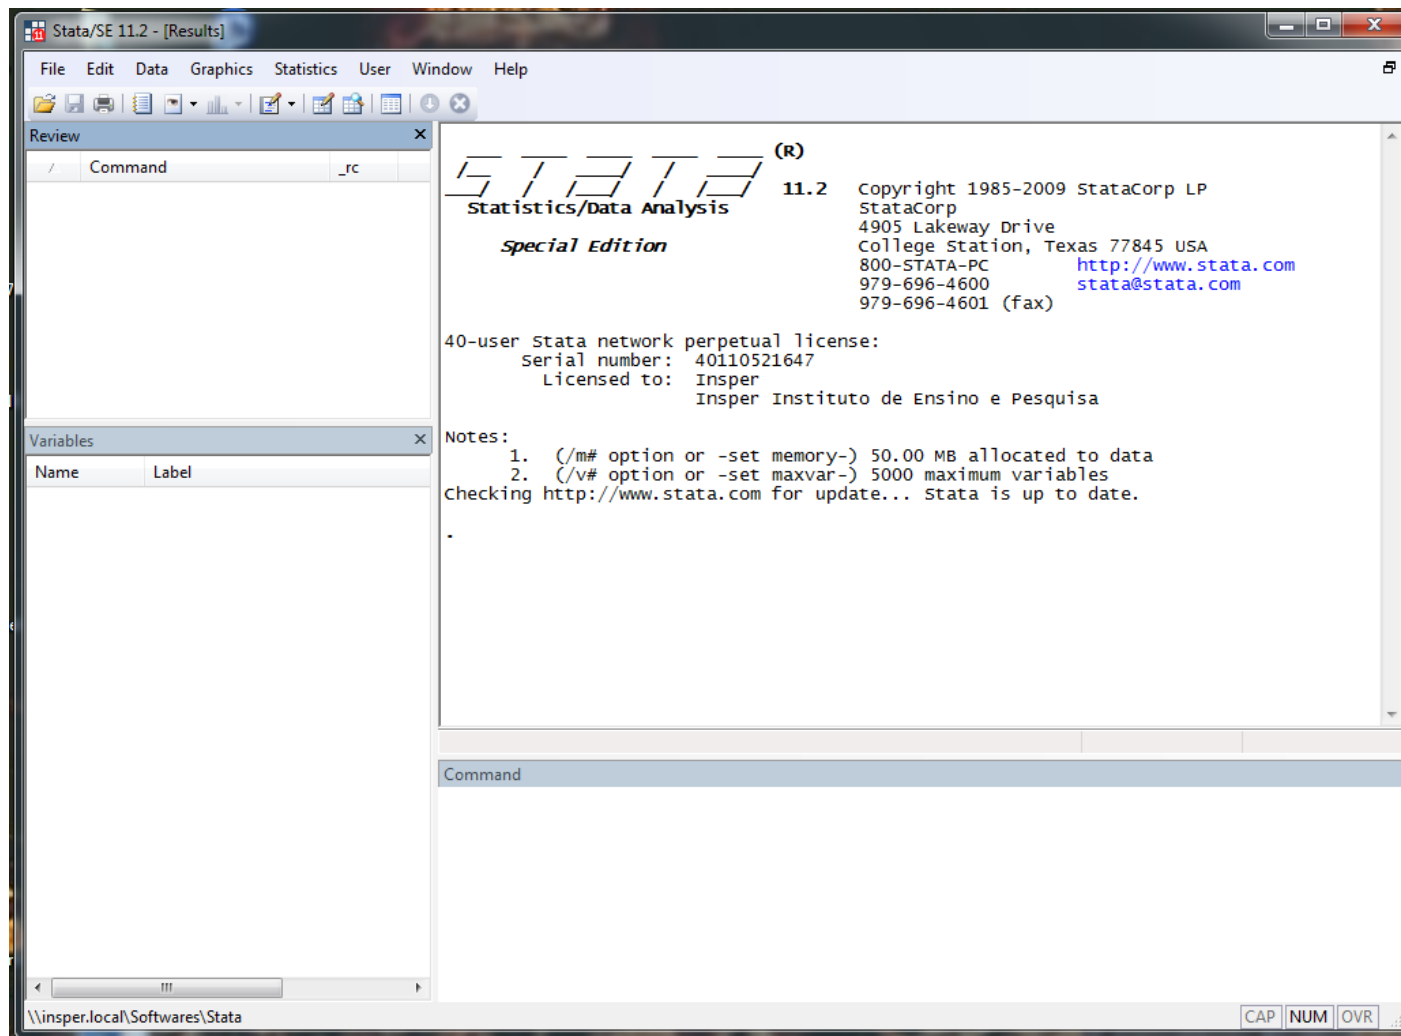 Stata/SE 11.2 - [Results]
File Edit Data Graphics Statistics User Window Help
Review
Command _rc
Variables
Name Label
STATA (R)
11.2 Copyright 1985-2009 StataCorp LP
Statistics/Data Analysis StataCorp
4905 Lakeway Drive
Special Edition College Station, Texas 77845 USA
800-STATA-PC http://www.stata.com
979-696-4600 stata@stata.com
979-696-4601 (fax)
40-user Stata network perpetual license:
Serial number: 40110521647
Licensed to: Insper
Insper Instituto de Ensino e Pesquisa
Notes:
1. (/m# option or -set memory-) 50.00 MB allocated to data
2. (/v# option or -set maxvar-) 5000 maximum variables
Checking http://www.stata.com for update... Stata is up to date.
.
Command
\\insper.local\Softwares\Stata
CAP NUM OVR